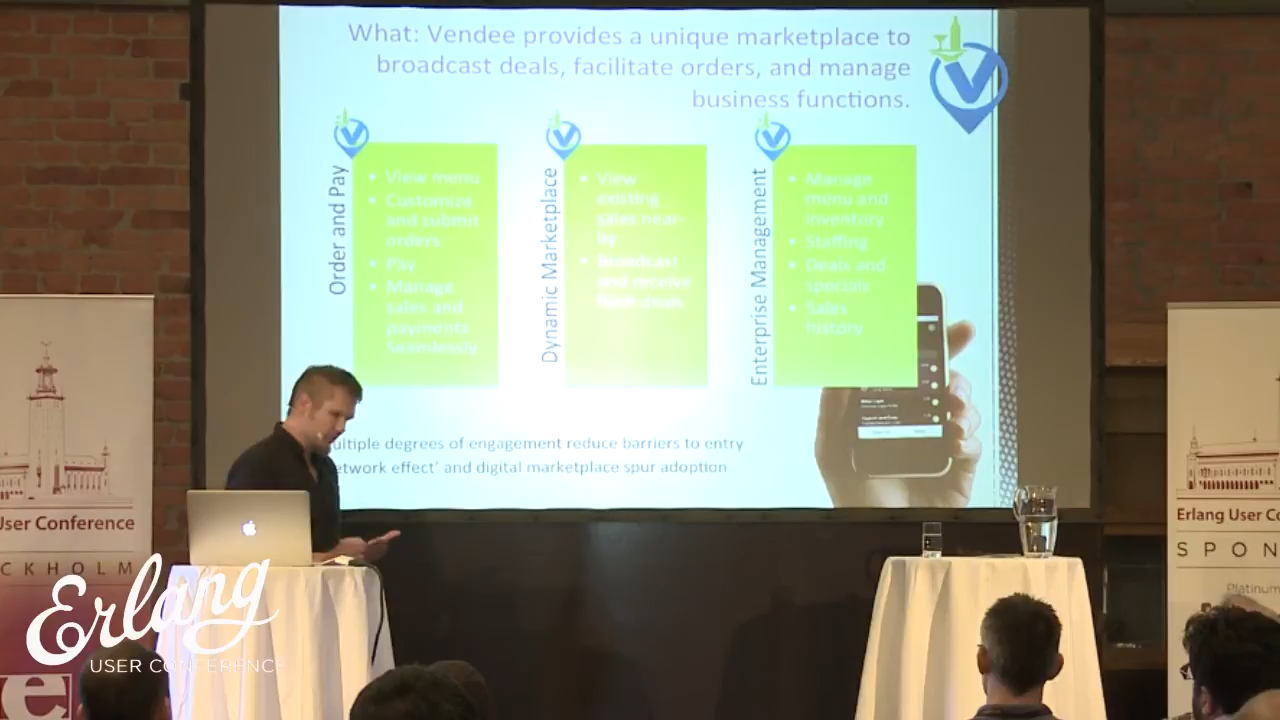 What: Vendee provides a unique marketplace to
broadcast deals, facilitate orders, and manage
business functions.
Order and Pay
• View menu
• Customize
and submit
orders
• Pay
• Manage
sales and
payments
Seamlessly
Dynamic Marketplace
• View
existing
sales near-
by
• Broadcast
and receive
flash deals
Enterprise Management
• Manage
menu and
inventory
• Staffing
• Deals and
specials
• Sales
history
ultiple degrees of engagement reduce barriers to entry
etwork effect' and digital marketplace spur adoption
User Conference
CKHOLM
Erlang
USER CONFERENCE
e
Erlang User Co
SPON
Platinum